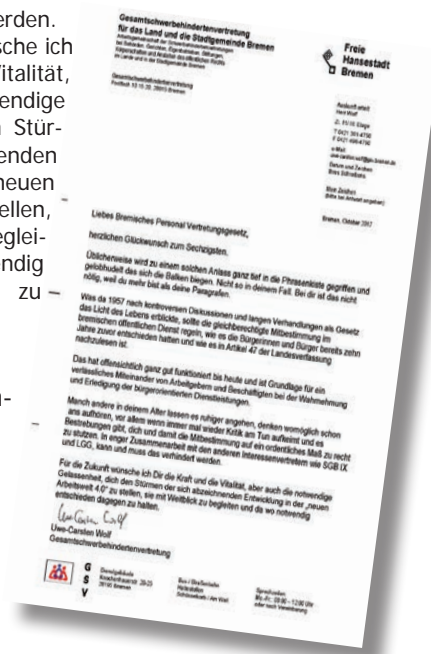 erden.
sche ich
Vitalität,
endige
Stür-
enden
neuen
ellen,
eglei-
endig
zu
Gesamtschwerbehindertenvertretung
für das Land und die Stadtgemeinde Bremen
Freie
Hansestadt
Bremen
Liebes Bremisches Personal Vertretungsgesetz,
herzlichen Glückwunsch zum Sechzigsten,
Üblicherweise wird zu einem solchen Anlass ganz tief in die Phrasenkiste gegriffen und
gelobhudelt das sich die Balken biegen. Nicht so in deinem Fall. Bei dir ist das nicht
nötig, weil du mehr bist als deine Paragrafen.
Was da 1957 nach kontroversen Diskussionen und langen Verhandlungen als Gesetz
das Licht des Lebens erblickte, sollte die gleichberechtigte Mitbestimmung im
bremischen öffentlichen Dienst regeln, wie es die Bürgerinnen und Bürger bereits zehn
Jahre zuvor entschieden hatten und wie es in Artikel 47 der Landesverfassung
nachzulesen ist.
Das hat offensichtlich ganz gut funktioniert bis heute und ist Grundlage für ein
verlässliches Miteinander von Arbeitgebern und Beschäftigten bei der Wahrnehmung
und Erledigung der bürgerorientierten Dienstleistungen.
Manch andere in deinem Alter lassen es ruhiger angehen, denken womöglich schon
ans aufhören, vor allem wenn immer mal wieder Kritik am Tun aufkeimt und es
Bestrebungen gibt, dich und damit die Mitbestimmung auf ein ordentliches Maß zu recht
zu stutzen. In enger Zusammenarbeit mit den anderen Interessenvertretern wie SGB IX
und LGG, kann und muss das verhindert werden.
Für die Zukunft wünsche ich Dir die Kraft und die Vitalität, aber auch die notwendige
Gelassenheit, dich den Stürmen der sich abzeichnenden Entwicklung in der „neuen
Arbeitswelt 4.0“ zu stellen, sie mit Weitblick zu begleiten und da wo notwendig
entschieden dagegen zu halten.
Uwe-Carsten Wolf
Gesamtschwerbehindertenvertretung
G
S
V
Bremen, Oktober 2017